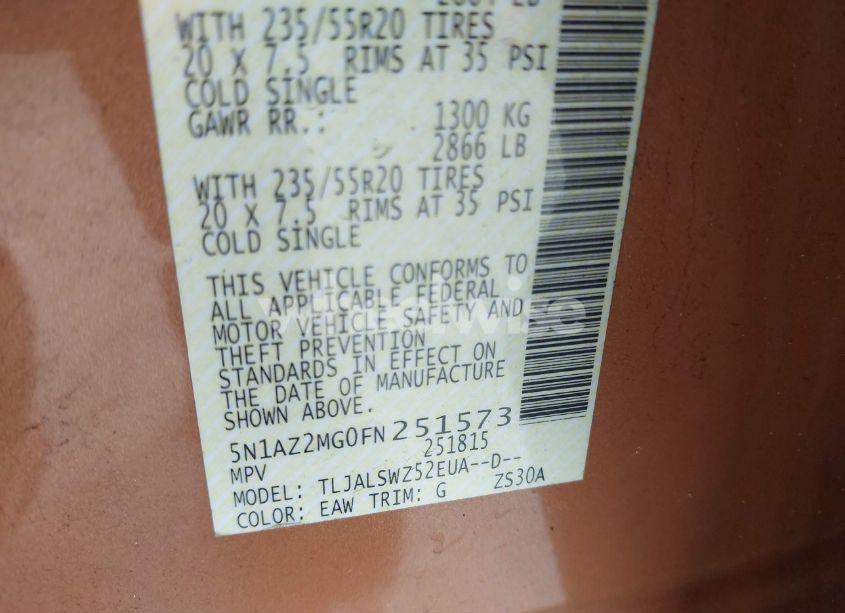 2864 LB
WITH 235/55R20 TIRES
20 X 7.5 RIMS AT 35 PSI
COLD SINGLE
GAWR RR.: 1300 KG
2866 LB
WITH 235/55R20 TIRES
20 X 7.5 RIMS AT 35 PSI
COLD SINGLE
THIS VEHICLE CONFORMS TO
ALL APPLICABLE FEDERAL
MOTOR VEHICLE SAFETY AND
THEFT PREVENTION
STANDARDS IN EFFECT ON
THE DATE OF MANUFACTURE
SHOWN ABOVE.
5N1AZ2MG0FN251573
MPV 251815
MODEL: TLJALSWZ52EUA--D--
COLOR: EAW TRIM: G ZS30A